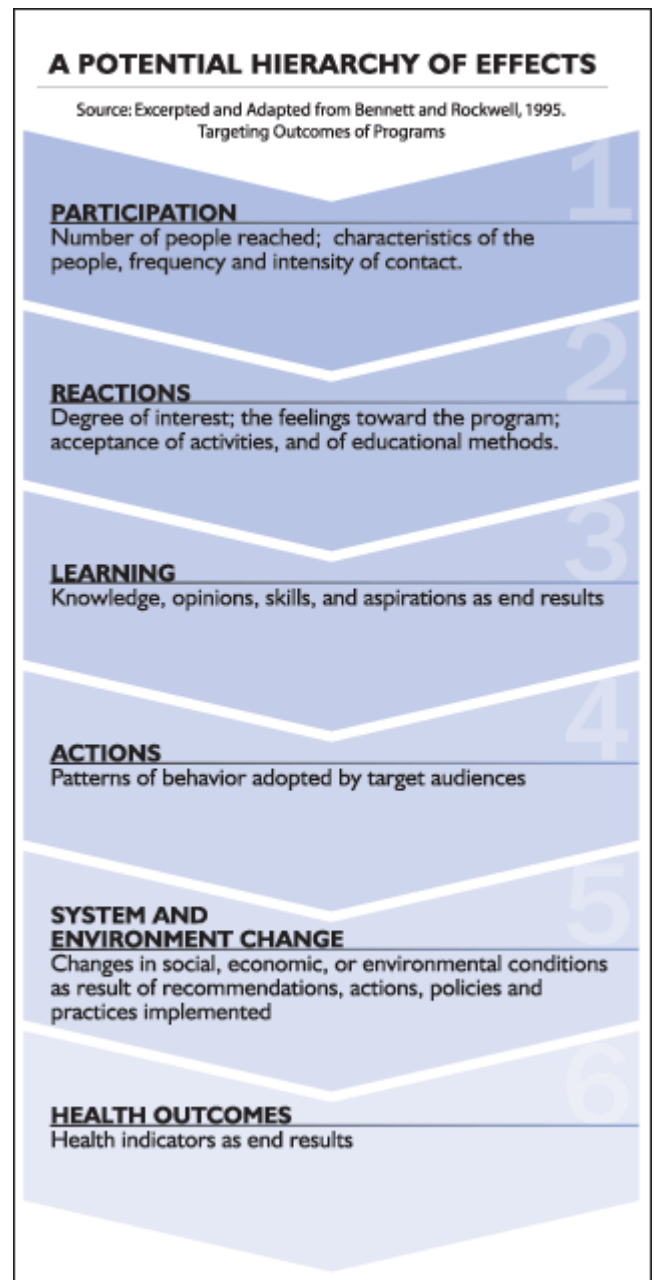 A POTENTIAL HIERARCHY OF EFFECTS
Source: Excerpted and Adapted from Bennett and Rockwell, 1995.
Targeting Outcomes of Programs
1
PARTICIPATION
Number of people reached; characteristics of the
people, frequency and intensity of contact.
2
REACTIONS
Degree of interest; the feelings toward the program;
acceptance of activities, and of educational methods.
3
LEARNING
Knowledge, opinions, skills, and aspirations as end results
4
ACTIONS
Patterns of behavior adopted by target audiences
5
SYSTEM AND
ENVIRONMENT CHANGE
Changes in social, economic, or environmental conditions
as result of recommendations, actions, policies and
practices implemented
6
HEALTH OUTCOMES
Health indicators as end results